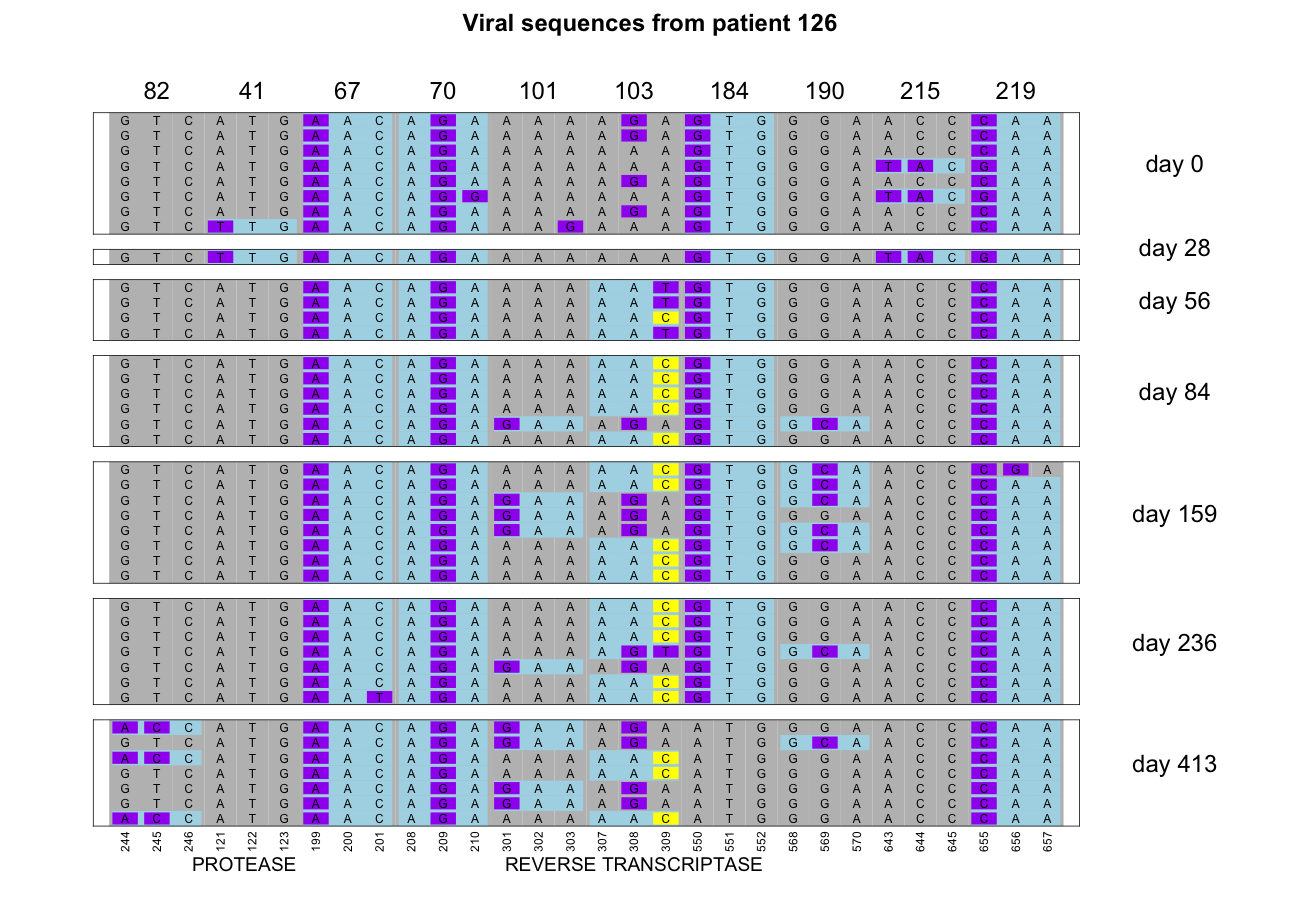 Viral sequences from patient 126
82 41 67 70 101 103 184 190 215 219
G T C A T G A A C A G A A A A A G A G T G G G A A C C C A A
G T C A T G A A C A G A A A A A G A G T G G G A A C C C A A
G T C A T G A A C A G A A A A A A A G T G G G A A C C C A A
G T C A T G A A C A G A A A A A A A G T G G G A T A C G A A
G T C A T G A A C A G A A A A A G A G T G G G A A C C C A A
G T C A T G A A C A G G A A A A A A G T G G G A T A C C A A
G T C A T G A A C A G A A A A A G A G T G G G A A C C C A A
G T C T T G A A C A G A A A G A A A G T G G G A A C C C A A
day 0
G T C T T G A A C A G A A A A A A A G T G G G A T A C G A A
day 28
G T C A T G A A C A G A A A A A A T G T G G G A A C C C A A
G T C A T G A A C A G A A A A A A T G T G G G A A C C C A A
G T C A T G A A C A G A A A A A A C G T G G G A A C C C A A
G T C A T G A A C A G A A A A A A T G T G G G A A C C C A A
day 56
G T C A T G A A C A G A A A A A A C G T G G G A A C C C A A
G T C A T G A A C A G A A A A A A C G T G G G A A C C C A A
G T C A T G A A C A G A A A A A A C G T G G G A A C C C A A
G T C A T G A A C A G A A A A A A C G T G G G A A C C C A A
G T C A T G A A C A G A G A A A G A G T G G C A A C C C A A
G T C A T G A A C A G A A A A A A C G T G G G A A C C C A A
day 84
G T C A T G A A C A G A A A A A A C G T G G C A A C C C G A
G T C A T G A A C A G A A A A A A C G T G G C A A C C C A A
G T C A T G A A C A G A G A A A G A G T G G C A A C C C A A
G T C A T G A A C A G A G A A A G A G T G G G A A C C C A A
G T C A T G A A C A G A G A A A G A G T G G C A A C C C A A
G T C A T G A A C A G A A A A A A C G T G G C A A C C C A A
G T C A T G A A C A G A A A A A A C G T G G G A A C C C A A
G T C A T G A A C A G A A A A A A C G T G G G A A C C C A A
day 159
G T C A T G A A C A G A A A A A A C G T G G G A A C C C A A
G T C A T G A A C A G A A A A A A C G T G G G A A C C C A A
G T C A T G A A C A G A A A A A A C G T G G G A A C C C A A
G T C A T G A A C A G A A A A A G T G T G G C A A C C C A A
G T C A T G A A C A G A G A A A G A G T G G G A A C C C A A
G T C A T G A A C A G A A A A A A C G T G G G A A C C C A A
G T C A T G A A T A G A A A A A A C G T G G G A A C C C A A
day 236
A C C A T G A A C A G A G A A A G A A T G G G A A C C C A A
G T C A T G A A C A G A G A A A G A A T G G C A A C C C A A
A C C A T G A A C A G A A A A A A C A T G G G A A C C C A A
G T C A T G A A C A G A A A A A A C A T G G G A A C C C A A
G T C A T G A A C A G A G A A A G A A T G G G A A C C C A A
G T C A T G A A C A G A G A A A G A A T G G G A A C C C A A
A C C A T G A A C A G A A A A A A C A T G G G A A C C C A A
day 413
244 245 246 121 122 123 199 200 201 208 209 210 301 302 303 307 308 309 550 551 552 568 569 570 643 644 645 655 656 657
PROTEASE REVERSE TRANSCRIPTASE